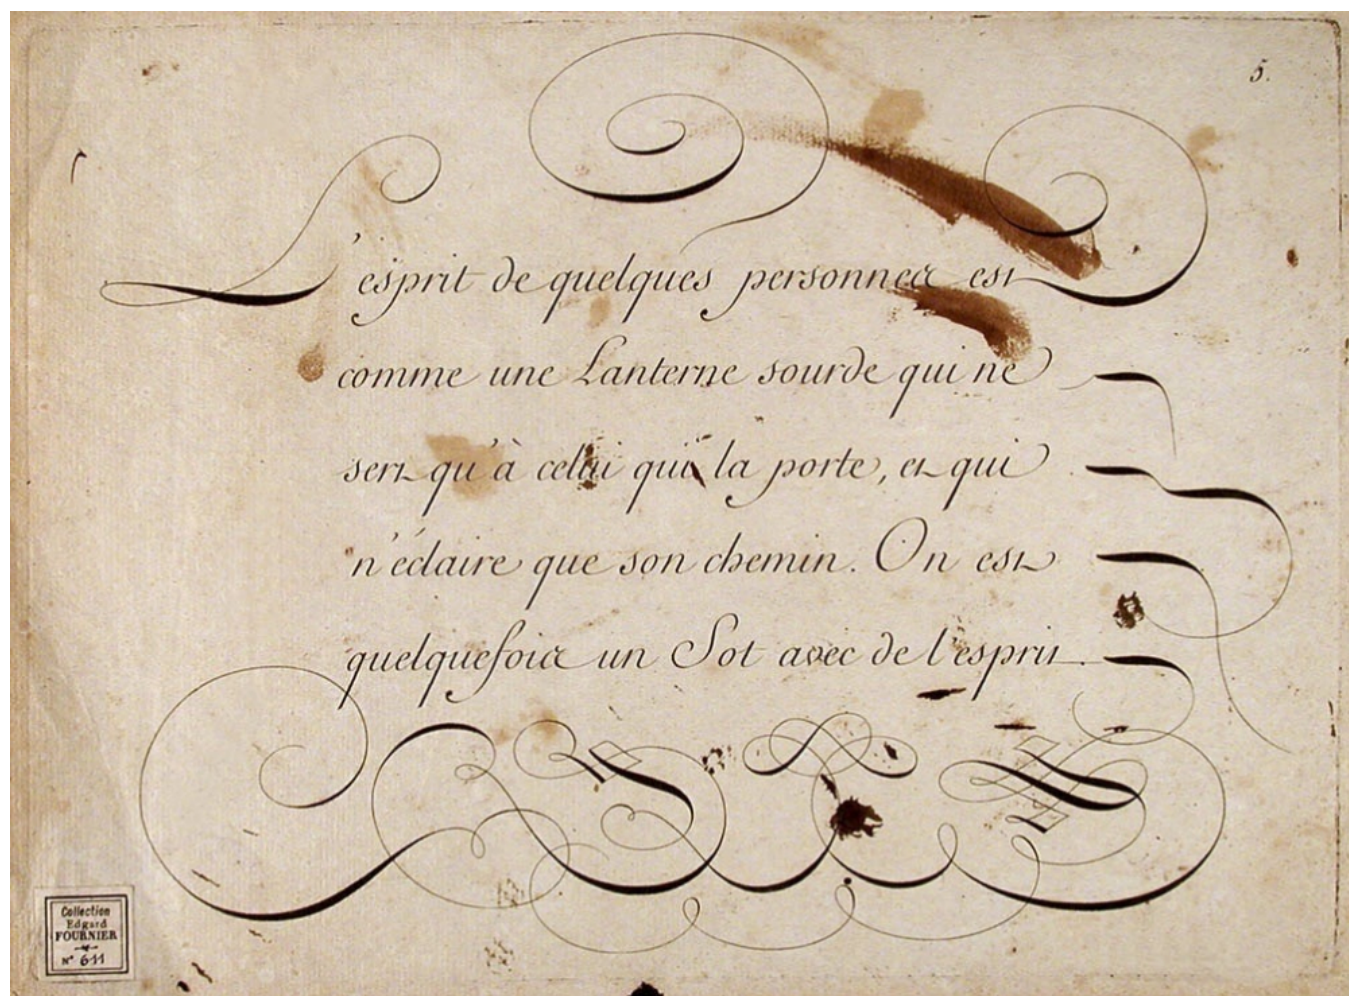 5.
L'esprit de quelques personnes est
comme une Lanterne sourde qui ne
sert qu'à celui qui la porte, et qui
n'éclaire que son chemin. On est
quelquefois un Sot avec de l'esprit.
Collection
Edgard
FOURNIER
N° 611